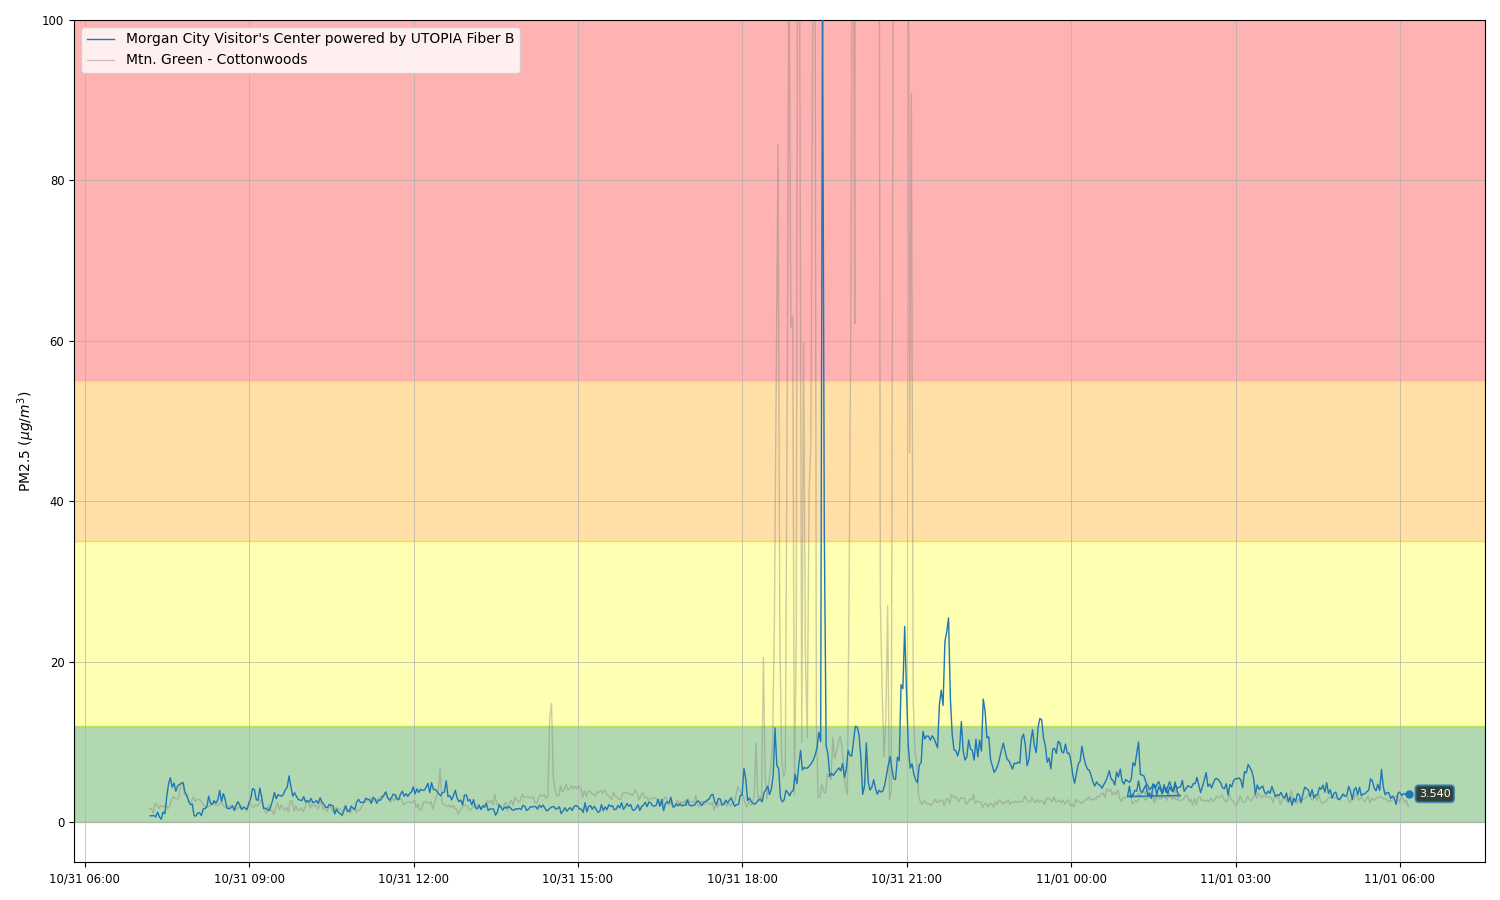 100
Morgan City Visitor's Center powered by UTOPIA Fiber B
Mtn. Green - Cottonwoods
80
60
40
20
0
PM2.5 (μg/m³)
3.540
10/31 06:00 10/31 09:00 10/31 12:00 10/31 15:00 10/31 18:00 10/31 21:00 11/01 00:00 11/01 03:00 11/01 06:00